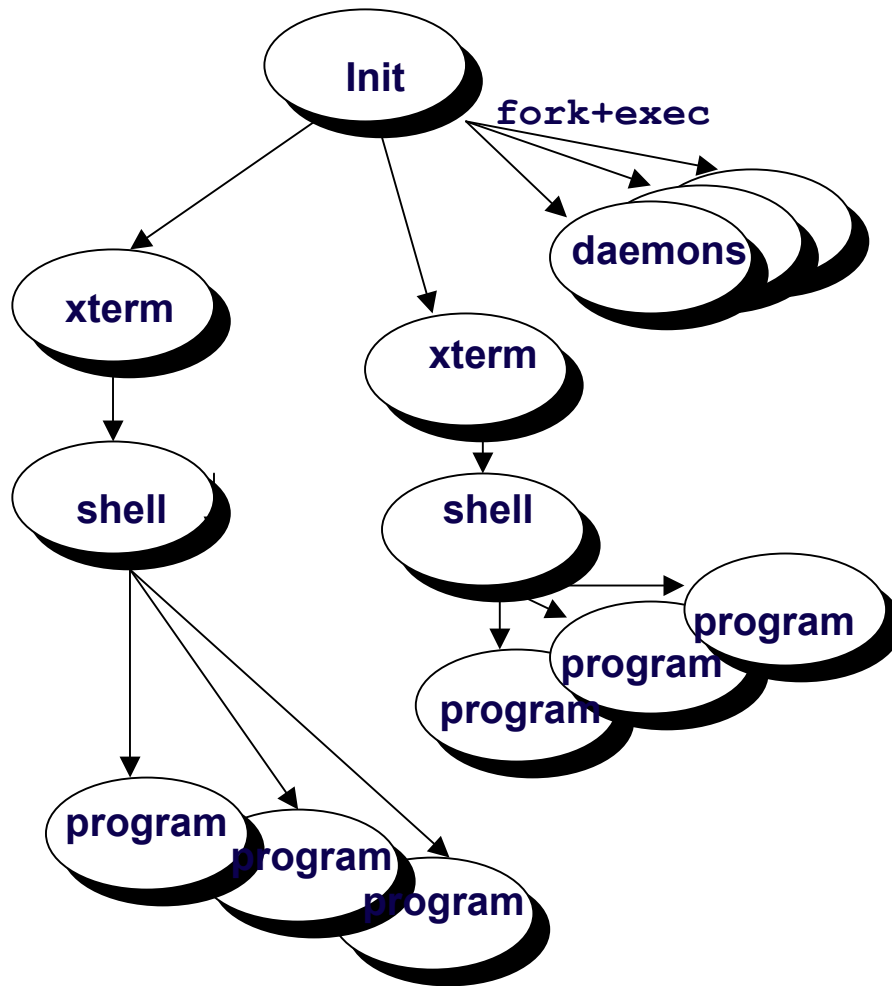 Init
fork+exec
daemons
xterm
xterm
shell
shell
program
program
program
program
program
program